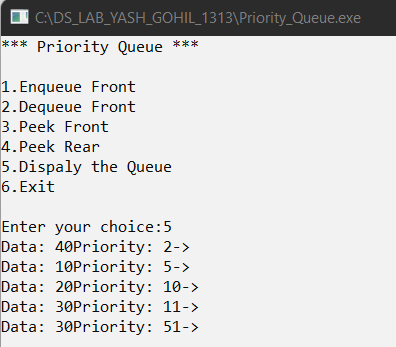 C:\DS_LAB_YASH_GOHIL_1313\Priority_Queue.exe
*** Priority Queue ***
1.Enqueue Front
2.Dequeue Front
3.Peek Front
4.Peek Rear
5.Dispaly the Queue
6.Exit
Enter your choice:5
Data: 40Priority: 2->
Data: 10Priority: 5->
Data: 20Priority: 10->
Data: 30Priority: 11->
Data: 30Priority: 51->